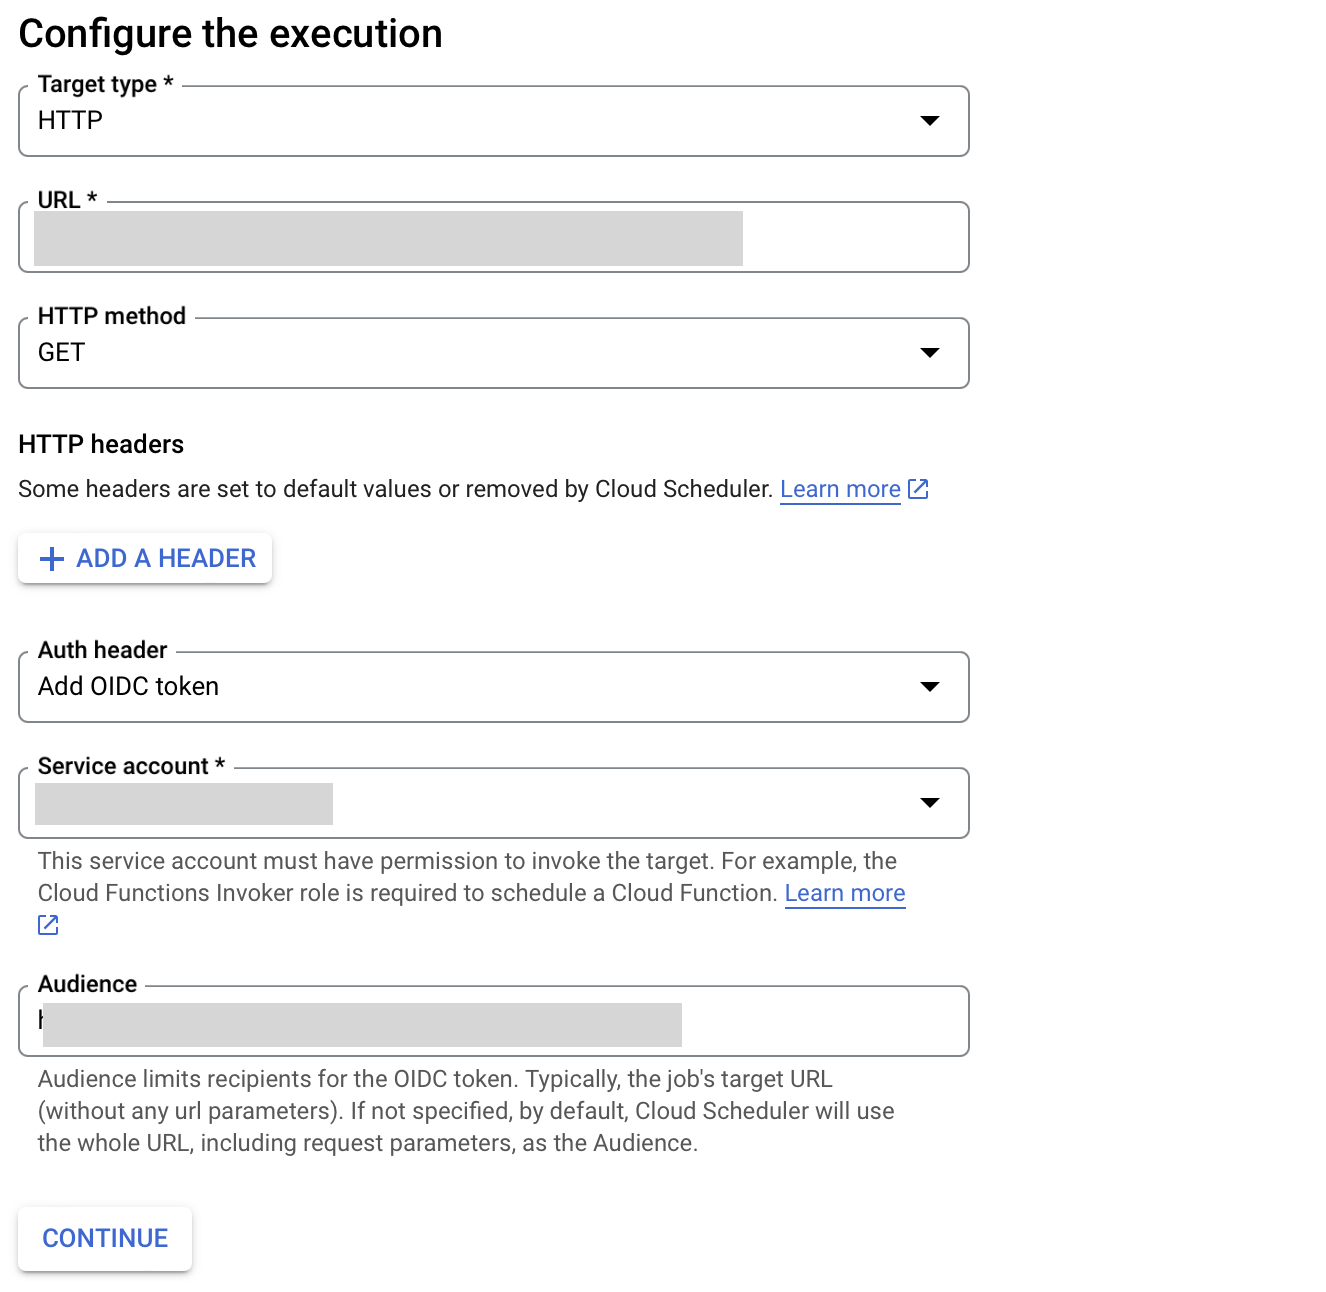 Configure the execution
Target type *
HTTP
URL *
HTTP method
GET
HTTP headers
Some headers are set to default values or removed by Cloud Scheduler. Learn more
ADD A HEADER
Auth header
Add OIDC token
Service account *
This service account must have permission to invoke the target. For example, the
Cloud Functions Invoker role is required to schedule a Cloud Function. Learn more
Audience
Audience limits recipients for the OIDC token. Typically, the job's target URL
(without any url parameters). If not specified, by default, Cloud Scheduler will use
the whole URL, including request parameters, as the Audience.
CONTINUE